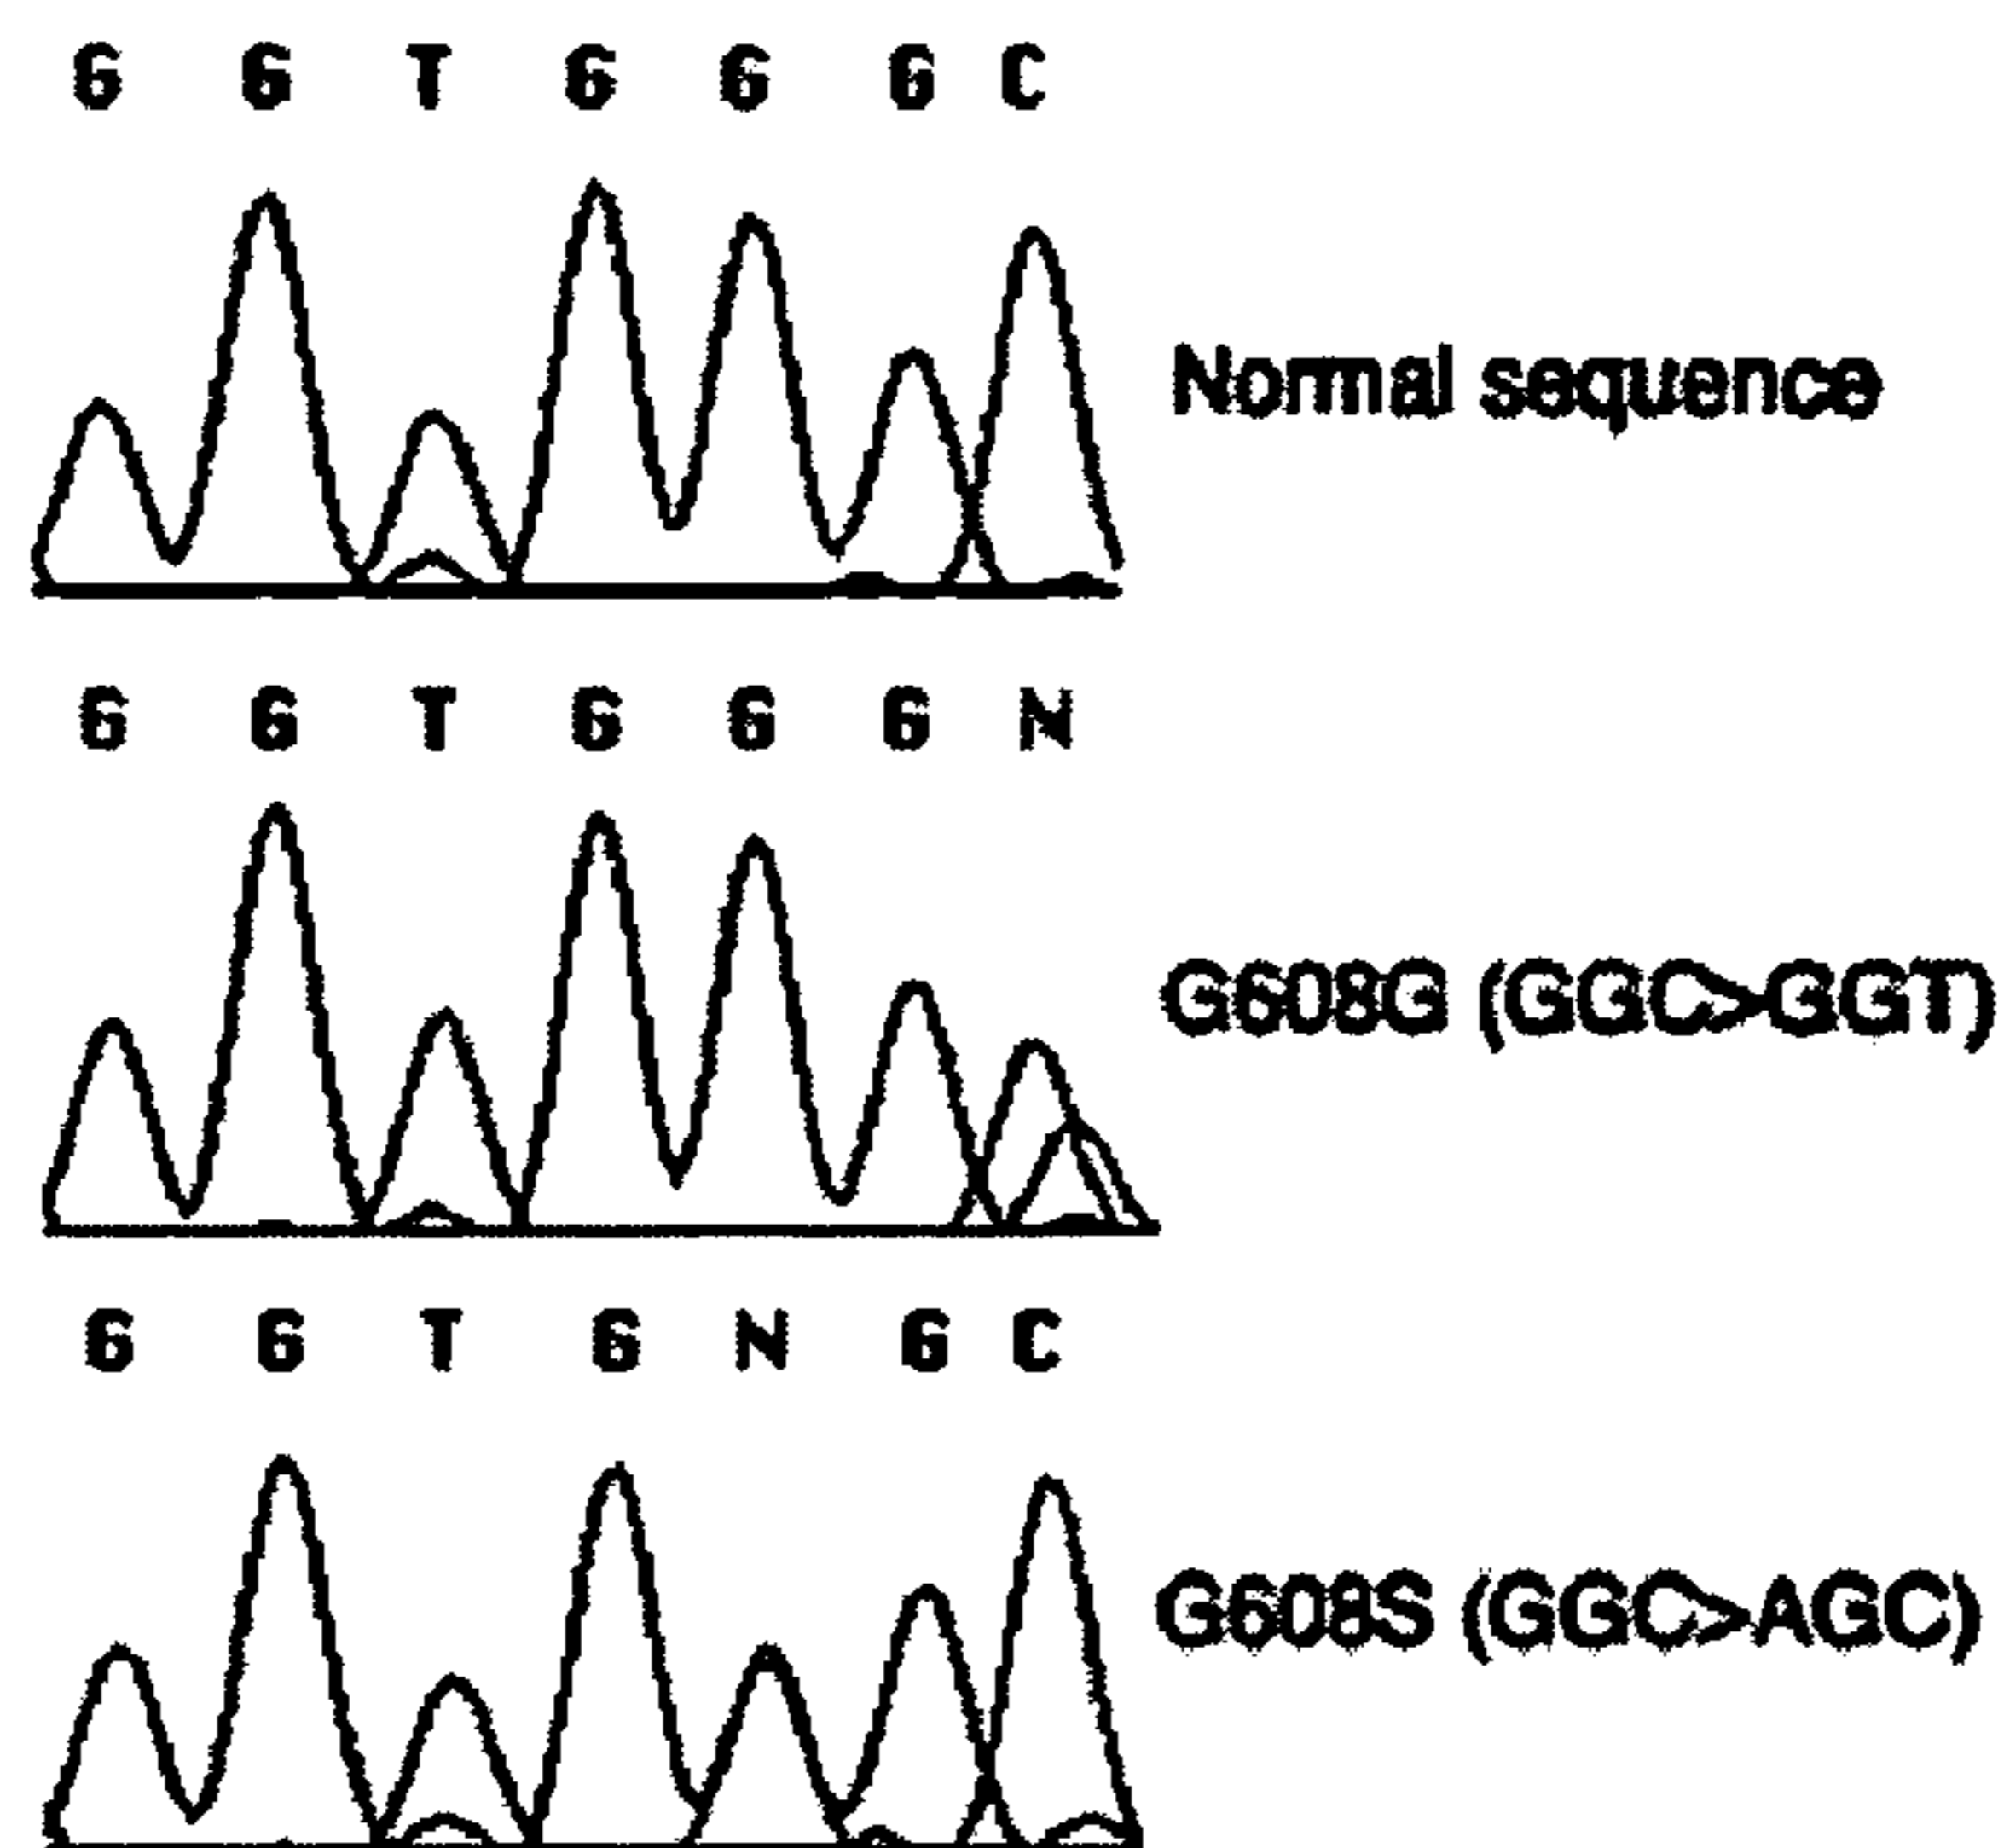 G G T G G G C
Normal sequence
G G T G G G N
G608G (GGC>GGT)
G G T G N G C
G608S (GGC>AGC)